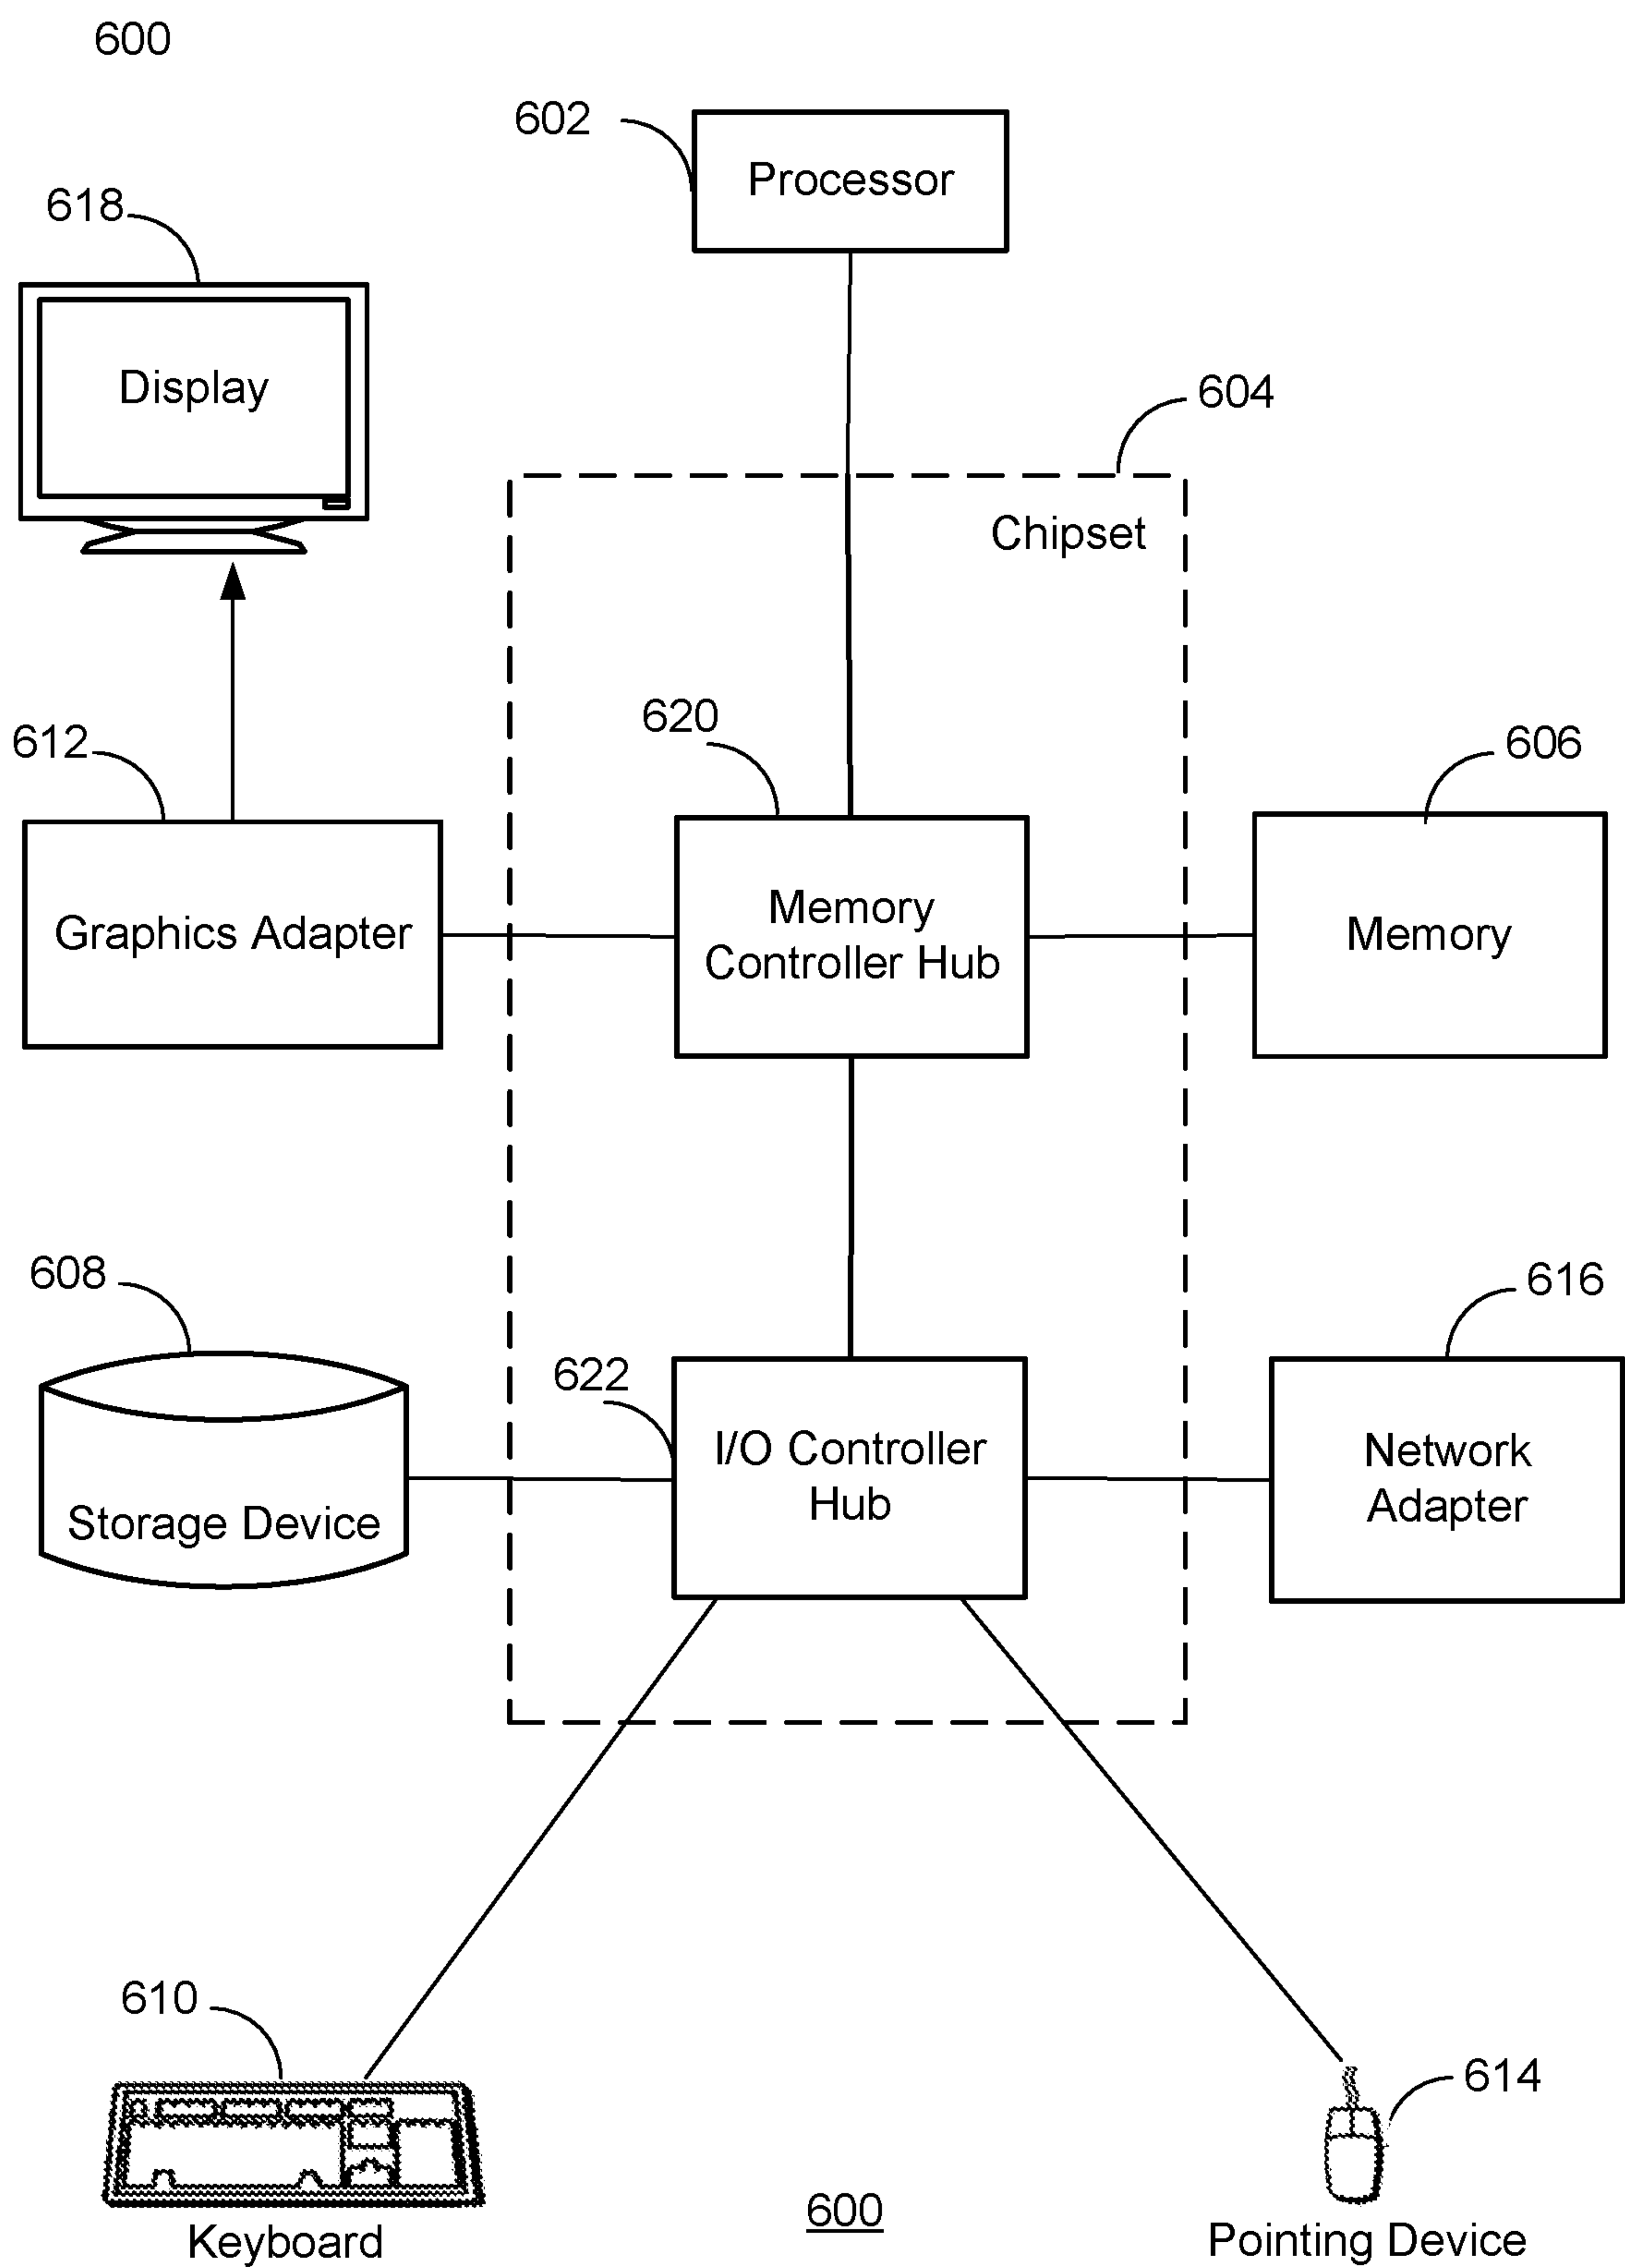 600
602
Processor
618
Display
604
Chipset
620
612
606
Graphics Adapter
Memory
Controller Hub
Memory
608
616
622
Storage Device
I/O Controller
Hub
Network
Adapter
610
614
Keyboard
600
Pointing Device